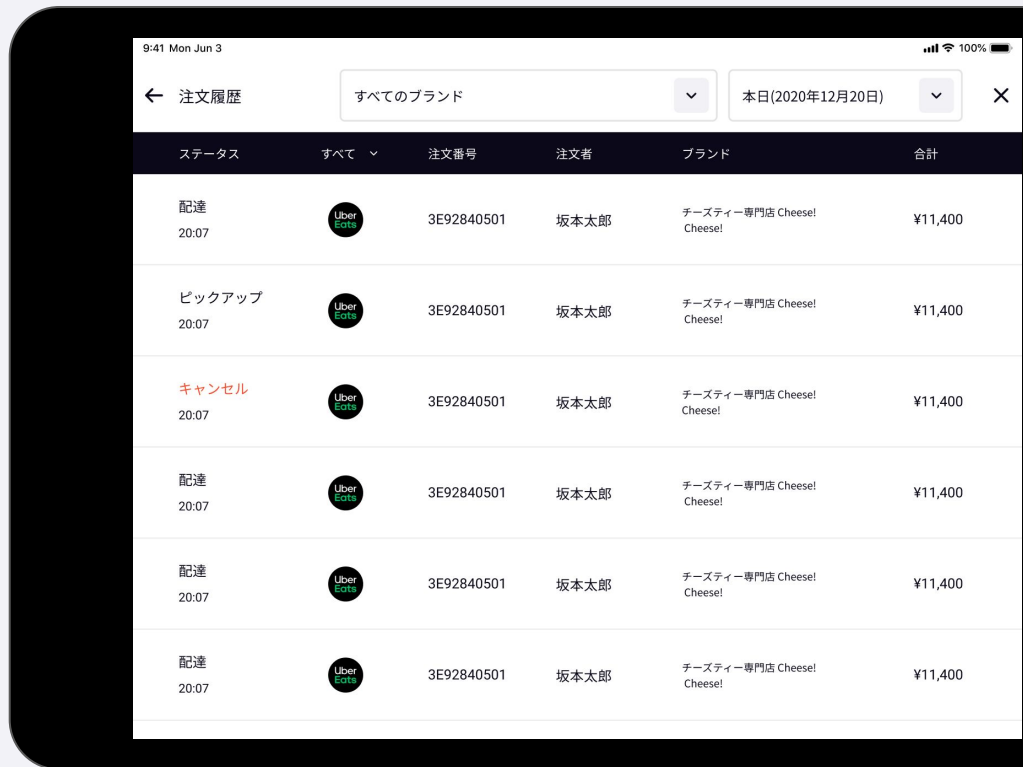 9:41 Mon Jun 3 100%
注文履歴 すべてのブランド 本日(2020年12月20日)
ステータス すべて 注文番号 注文者 ブランド 合計
配達
20:07
Uber
Eats
3E92840501 坂本太郎
チーズティー専門店 Cheese!
Cheese!
¥11,400
ピックアップ
20:07
Uber
Eats
3E92840501 坂本太郎
チーズティー専門店 Cheese!
Cheese!
¥11,400
キャンセル
20:07
Uber
Eats
3E92840501 坂本太郎
チーズティー専門店 Cheese!
Cheese!
¥11,400
配達
20:07
Uber
Eats
3E92840501 坂本太郎
チーズティー専門店 Cheese!
Cheese!
¥11,400
配達
20:07
Uber
Eats
3E92840501 坂本太郎
チーズティー専門店 Cheese!
Cheese!
¥11,400
配達
20:07
Uber
Eats
3E92840501 坂本太郎
チーズティー専門店 Cheese!
Cheese!
¥11,400